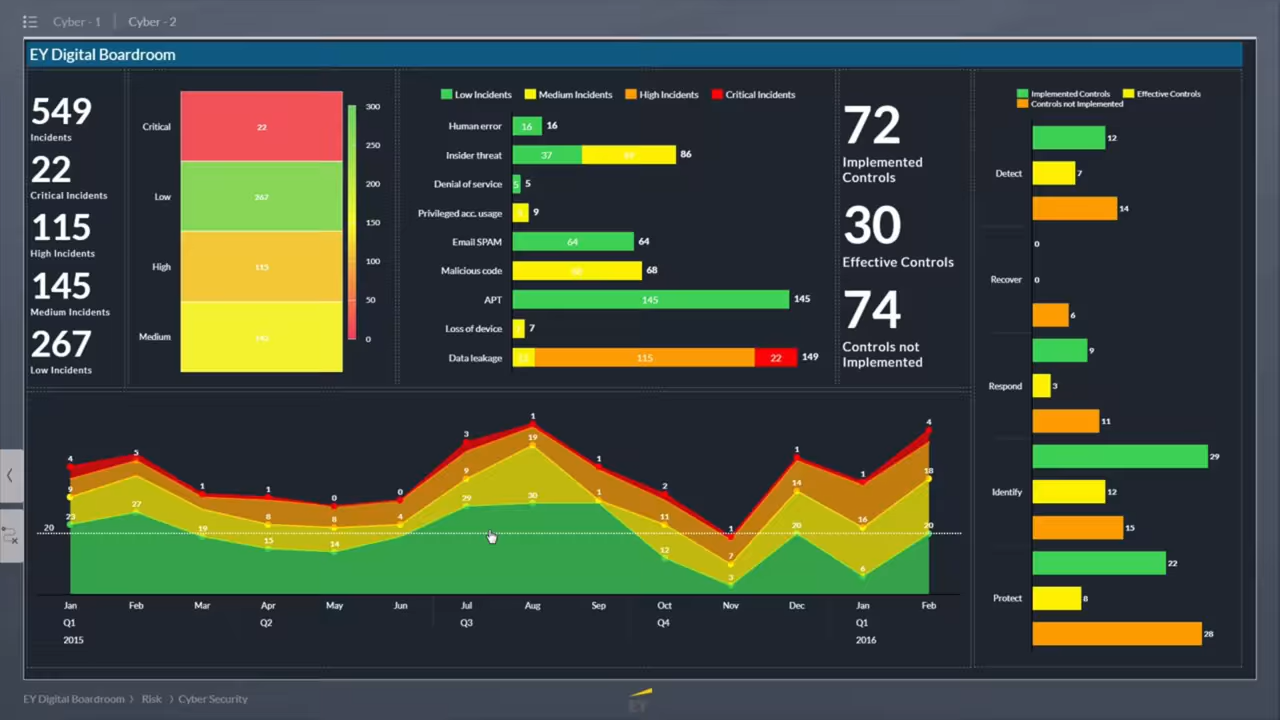 Cyber - 1 | Cyber - 2
EY Digital Boardroom
549
Incidents
22
Critical Incidents
115
High Incidents
145
Medium Incidents
267
Low Incidents
Critical
22
Low
267
High
115
Medium
300
250
200
150
100
50
0
Low Incidents Medium Incidents High Incidents Critical Incidents
Human error 16 16
Insider threat 37 86
Denial of service 5 5
Privileged acc. usage 9
Email SPAM 64 64
Malicious code 68
APT 145 145
Loss of device 7
Data leakage 115 22 149
72
Implemented
Controls
30
Effective Controls
74
Controls not
Implemented
Implemented Controls Effective Controls
Controls not Implemented
12
Detect 7
14
0
Recover 0
6
9
Respond 3
11
29
Identify 12
15
22
Protect 8
28
4 5 1 1 0 0 3 1 1 2 1 1 1 4
9 8 8 4 9 19 1 11 7 14 16 18
23 27 19 15 14 29 30 12 3 20 6 20
20
Jan Feb Mar Apr May Jun Jul Aug Sep Oct Nov Dec Jan Feb
Q1 Q2 Q3 Q4 Q1
2015 2016
EY Digital Boardroom > Risk > Cyber Security
EY